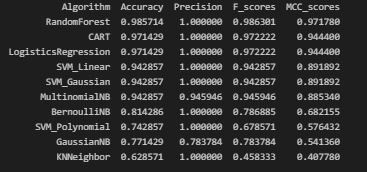 Algorithm Accuracy Precision F_scores MCC_scores
RandomForest 0.985714 1.000000 0.986301 0.971780
CART 0.971429 1.000000 0.972222 0.944400
LogisticRegression 0.971429 1.000000 0.972222 0.944400
SVM_Linear 0.942857 1.000000 0.942857 0.891892
SVM_Gaussian 0.942857 1.000000 0.942857 0.891892
MultinomialNB 0.942857 0.945946 0.945946 0.885340
BernoulliNB 0.814286 1.000000 0.786885 0.682155
SVM_Polynomial 0.742857 1.000000 0.678571 0.576432
GaussianNB 0.771429 0.783784 0.783784 0.541360
KNNeighbor 0.628571 1.000000 0.458333 0.407780